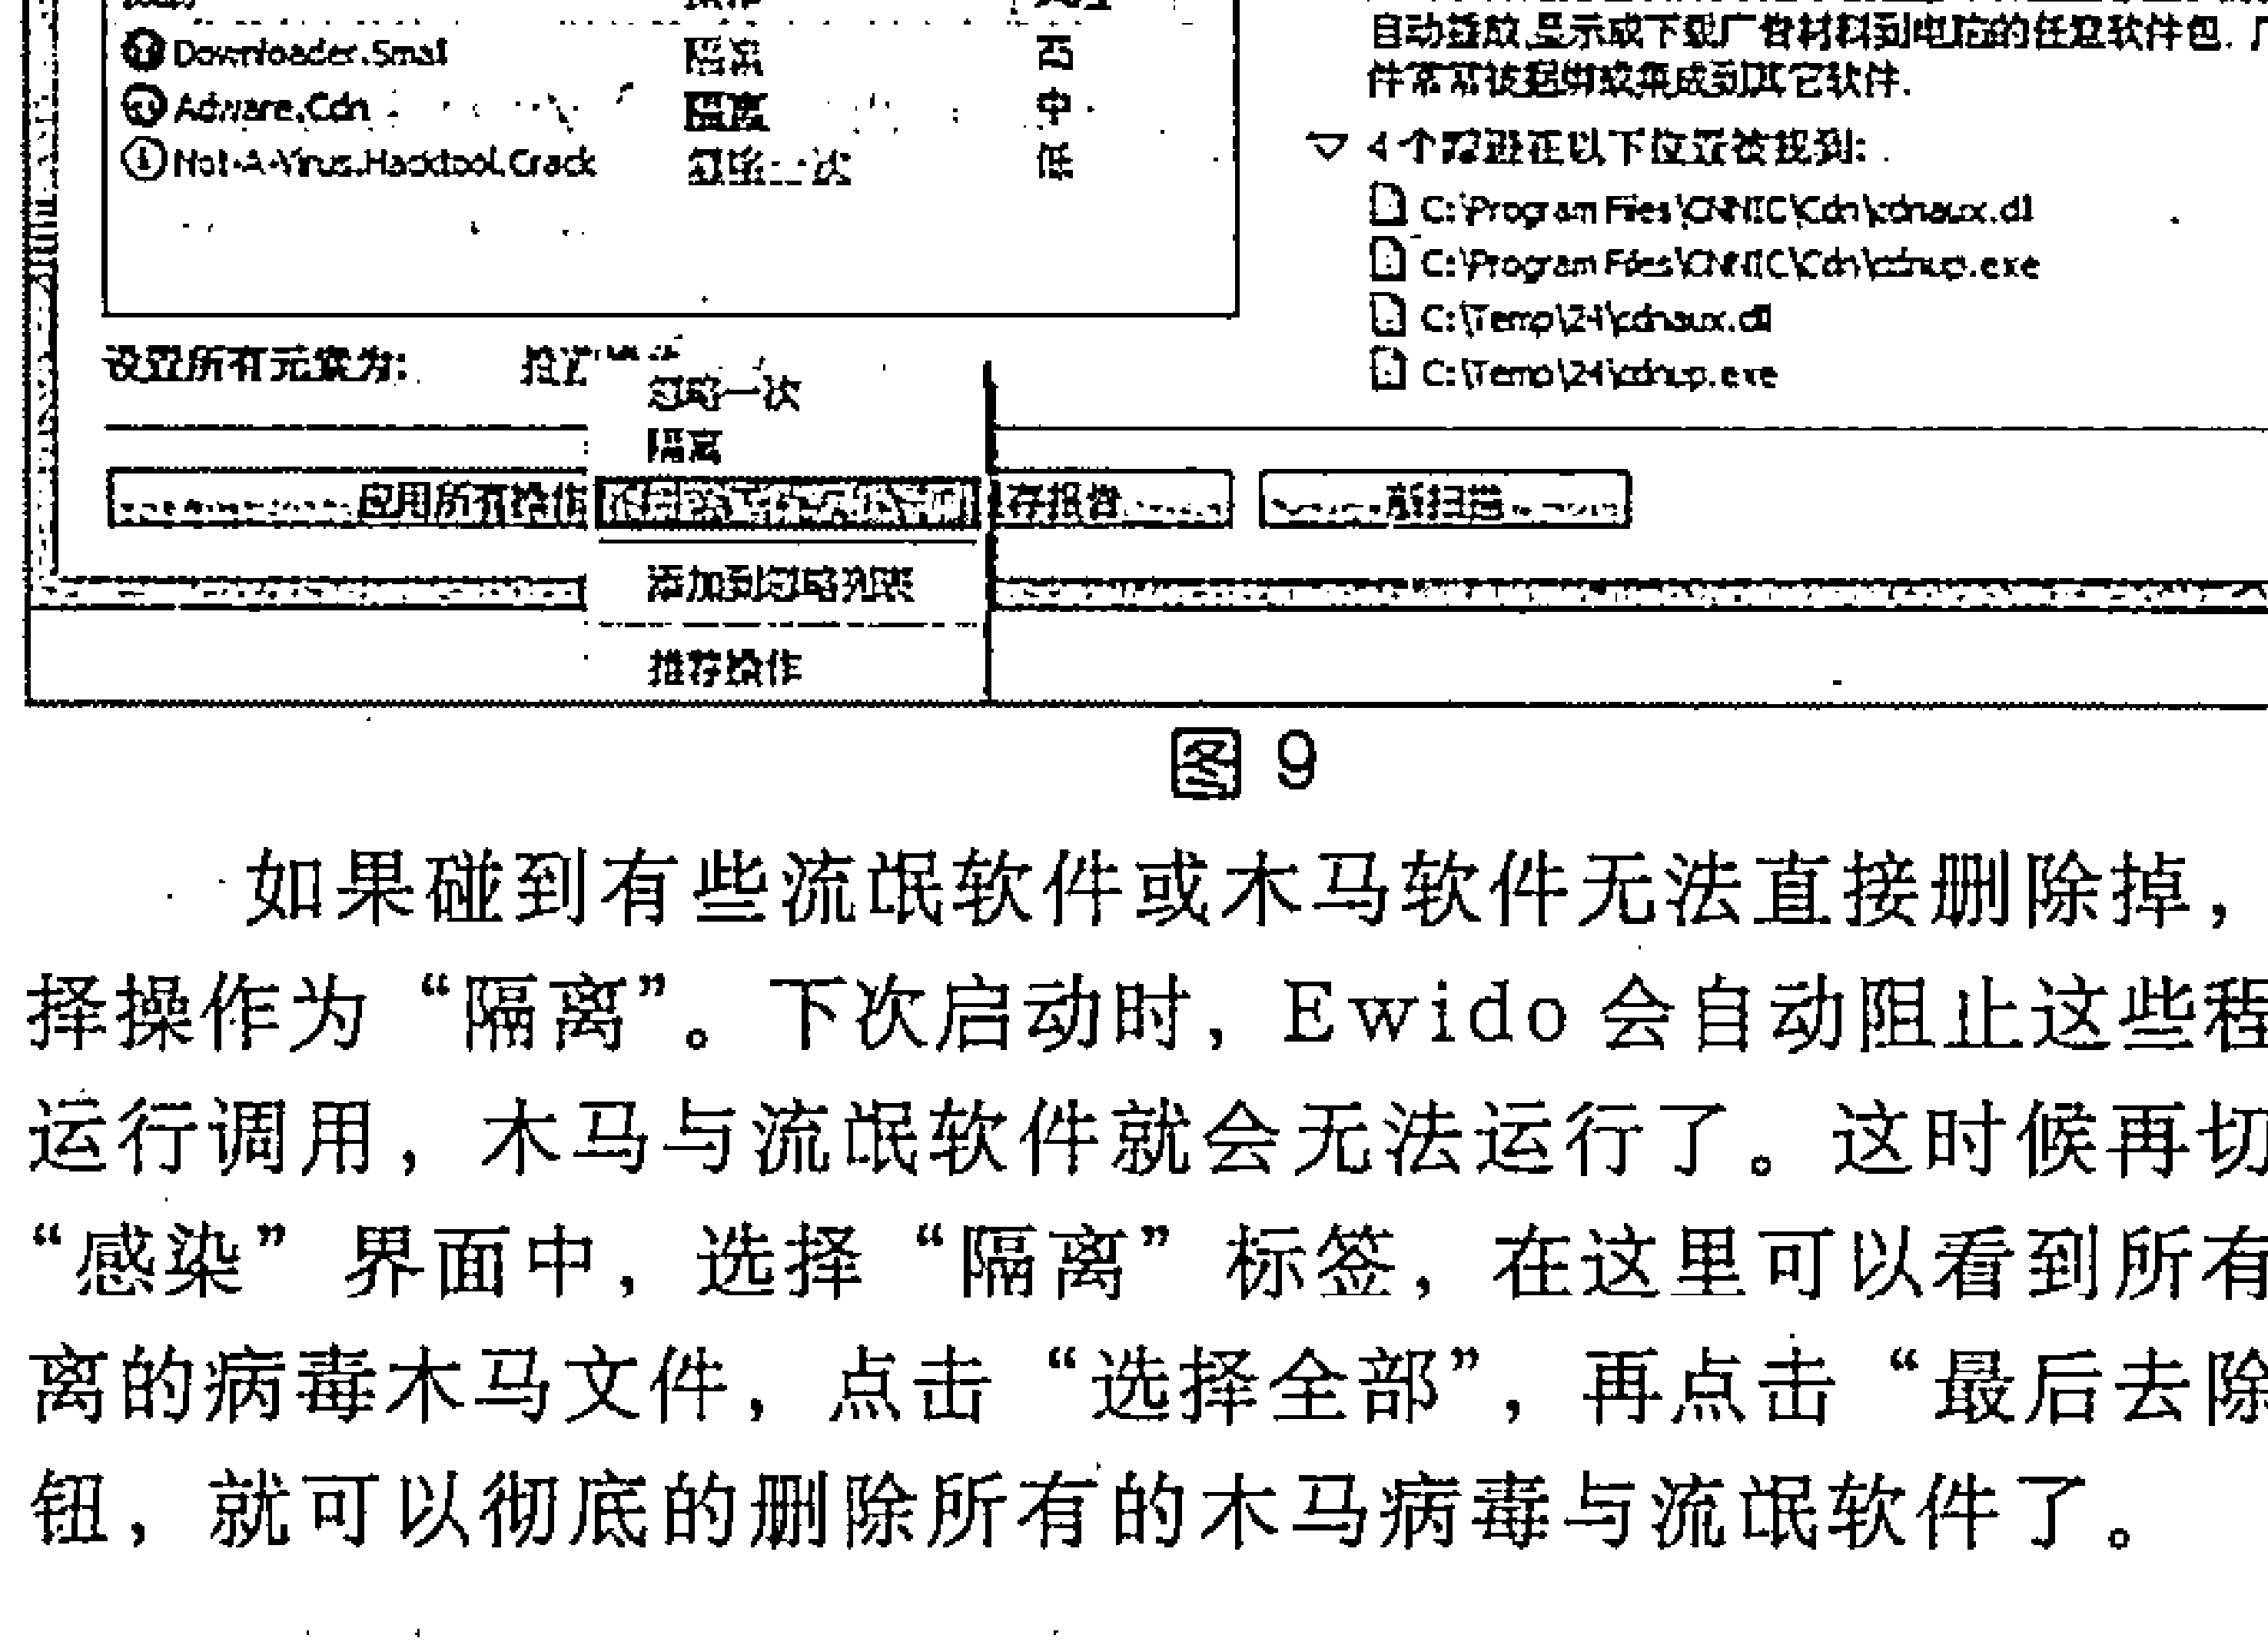 Downloader.Small 隔离 高
自动播放,显示或下载广告材料到电脑的任意软件包.
Adware.Cdn 隔离 中
件常常被捆绑或集成到其它软件.
Not-A-Virus.Hacktool.Crack 忽略一次 低
4 个踪迹在以下位置被找到:
C:\Program Files\CNNIC\Cdn\cdnaux.dl
C:\Program Files\CNNIC\Cdn\cdnup.exe
C:\Temp\24\cdnaux.dll
C:\Temp\24\cdnup.exe
设置所有元素为:
忽略一次
隔离
应用所有操作
存报告
新扫描
添加到忽略列表
推荐操作
图 9
如果碰到有些流氓软件或木马软件无法直接删除掉，
择操作为“隔离”。下次启动时，Ewido 会自动阻止这些程
运行调用，木马与流氓软件就会无法运行了。这时候再切
“感染”界面中，选择“隔离”标签，在这里可以看到所有
离的病毒木马文件，点击“选择全部”，再点击“最后去除
钮，就可以彻底的删除所有的木马病毒与流氓软件了。